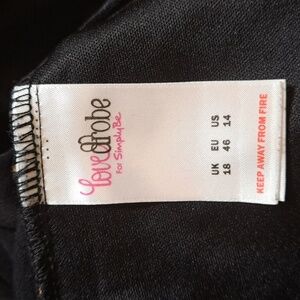 lovedrobe
For SimplyBe
UK EU US
18 46 14
KEEP AWAY FROM FIRE